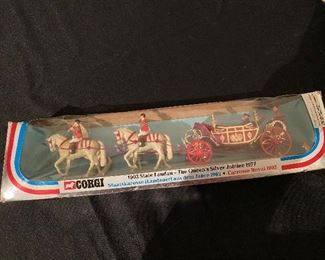 CORGI
1902 State Landau - The Queen's Silver Jubilee 1977
Staatskarosse (Landauer) aus dem Jahre 1902 • Carrosse Royal 1902